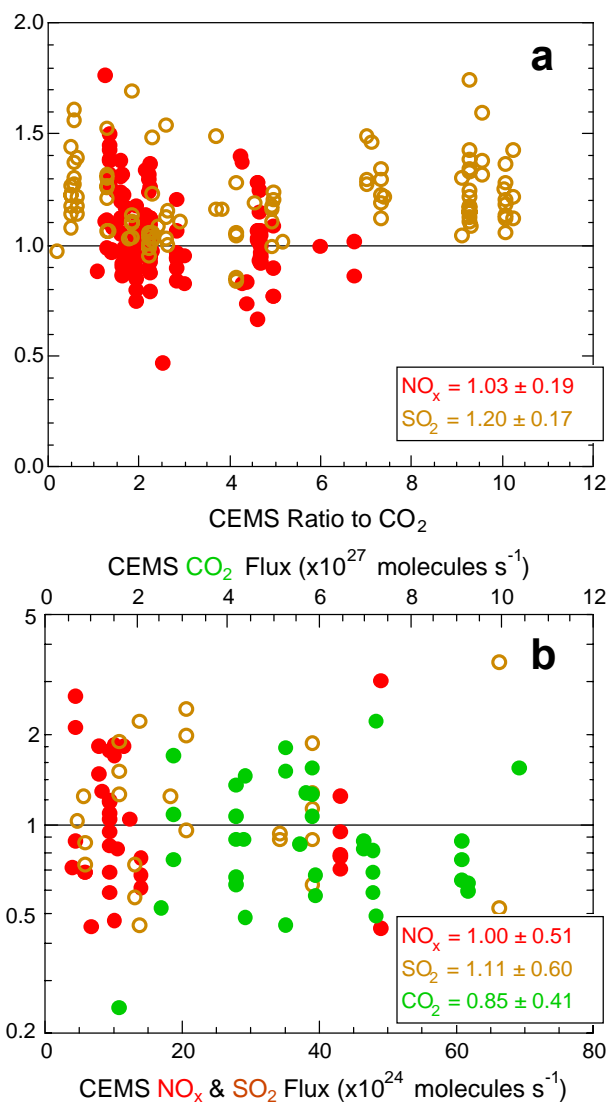 2.0
a
1.5
1.0
0.5
NOx = 1.03 ± 0.19
SO2 = 1.20 ± 0.17
0.0
0 2 4 6 8 10 12
CEMS Ratio to CO2
CEMS CO2 Flux (x10^27 molecules s^-1)
0 2 4 6 8 10 12
5
b
2
1
0.5
NOx = 1.00 ± 0.51
SO2 = 1.11 ± 0.60
CO2 = 0.85 ± 0.41
0.2
0 20 40 60 80
CEMS NOx & SO2 Flux (x10^24 molecules s^-1)